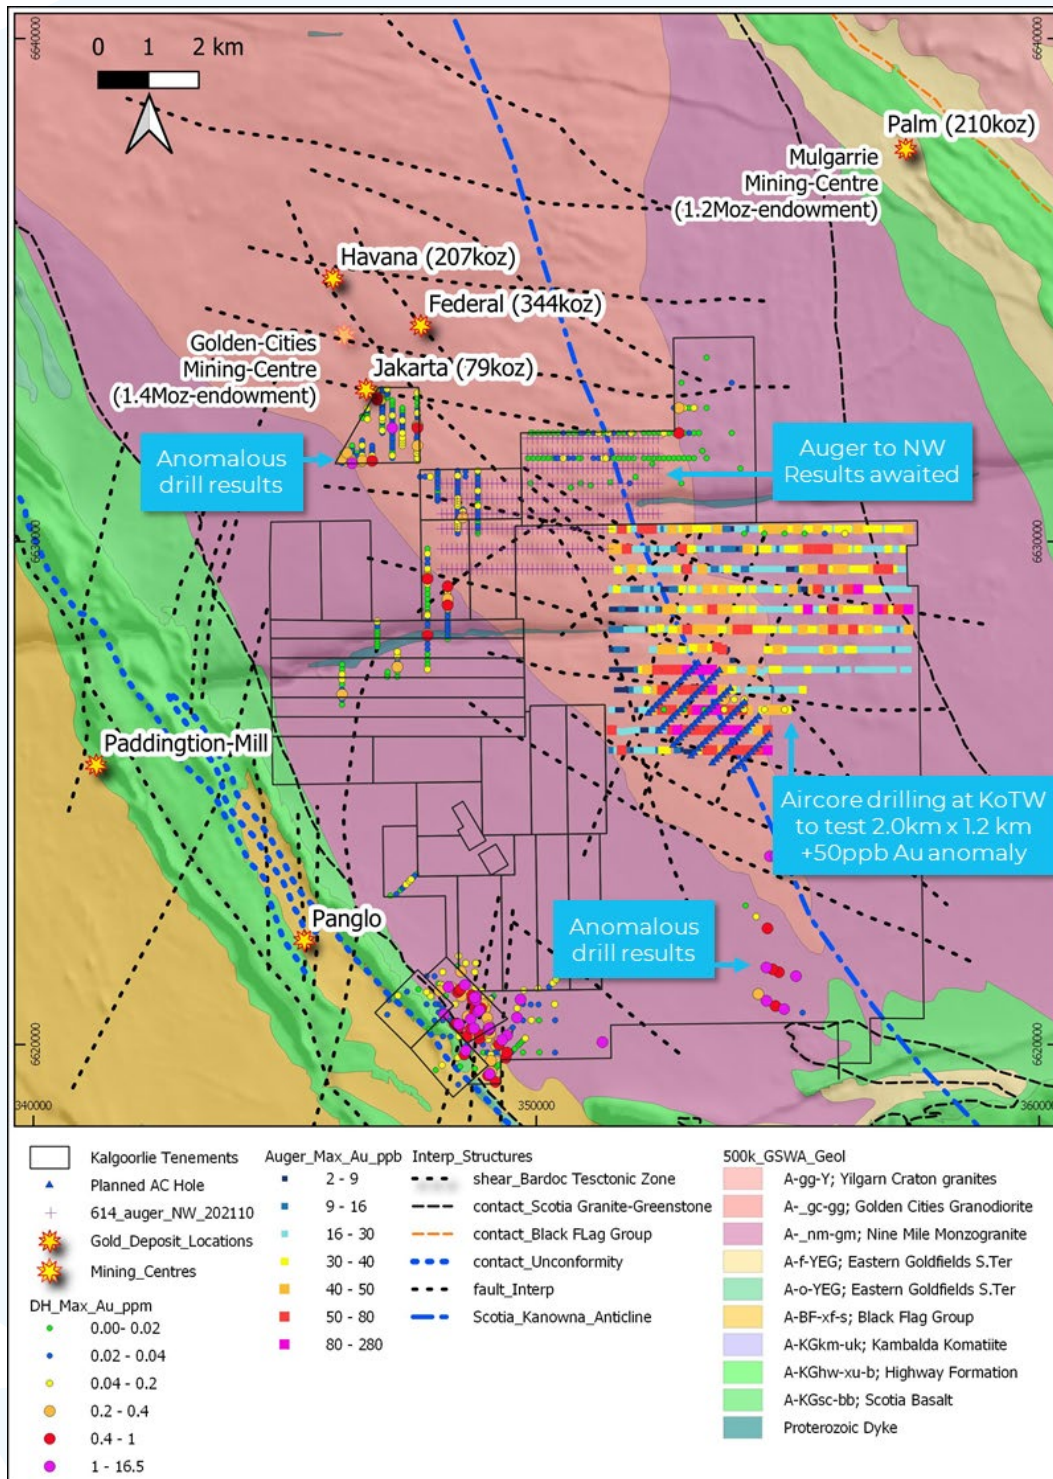 6640000
6640000
0 1 2 km
Palm (210koz)
Mulgarrie
Mining-Centre
(1.2Moz-endowment)
Havana (207koz)
Federal (344koz)
Golden-Cities
Mining-Centre
(1.4Moz-endowment)
Jakarta (79koz)
Anomalous
drill results
Auger to NW
Results awaited
6630000
6630000
Paddingtion-Mill
Aircore drilling at KoTW
to test 2.0km x 1.2 km
+50ppb Au anomaly
Panglo
Anomalous
drill results
6620000
6620000
340000
350000
360000
Kalgoorlie Tenements
Planned AC Hole
614_auger_NW_202110
Gold_Deposit_Locations
Mining_Centres
DH_Max_Au_ppm
0.00- 0.02
0.02 - 0.04
0.04 - 0.2
0.2 - 0.4
0.4 - 1
1 - 16.5
Auger_Max_Au_ppb
2 - 9
9 - 16
16 - 30
30 - 40
40 - 50
50 - 80
80 - 280
Interp_Structures
shear_Bardoc Tesctonic Zone
contact_Scotia Granite-Greenstone
contact_Black FLag Group
contact_Unconformity
fault_Interp
Scotia_Kanowna_Anticline
500k_GSWA_Geol
A-gg-Y; Yilgarn Craton granites
A-_gc-gg; Golden Cities Granodiorite
A-_nm-gm; Nine Mile Monzogranite
A-f-YEG; Eastern Goldfields S.Ter
A-o-YEG; Eastern Goldfields S.Ter
A-BF-xf-s; Black Flag Group
A-KGkm-uk; Kambalda Komatiite
A-KGhw-xu-b; Highway Formation
A-KGsc-bb; Scotia Basalt
Proterozoic Dyke